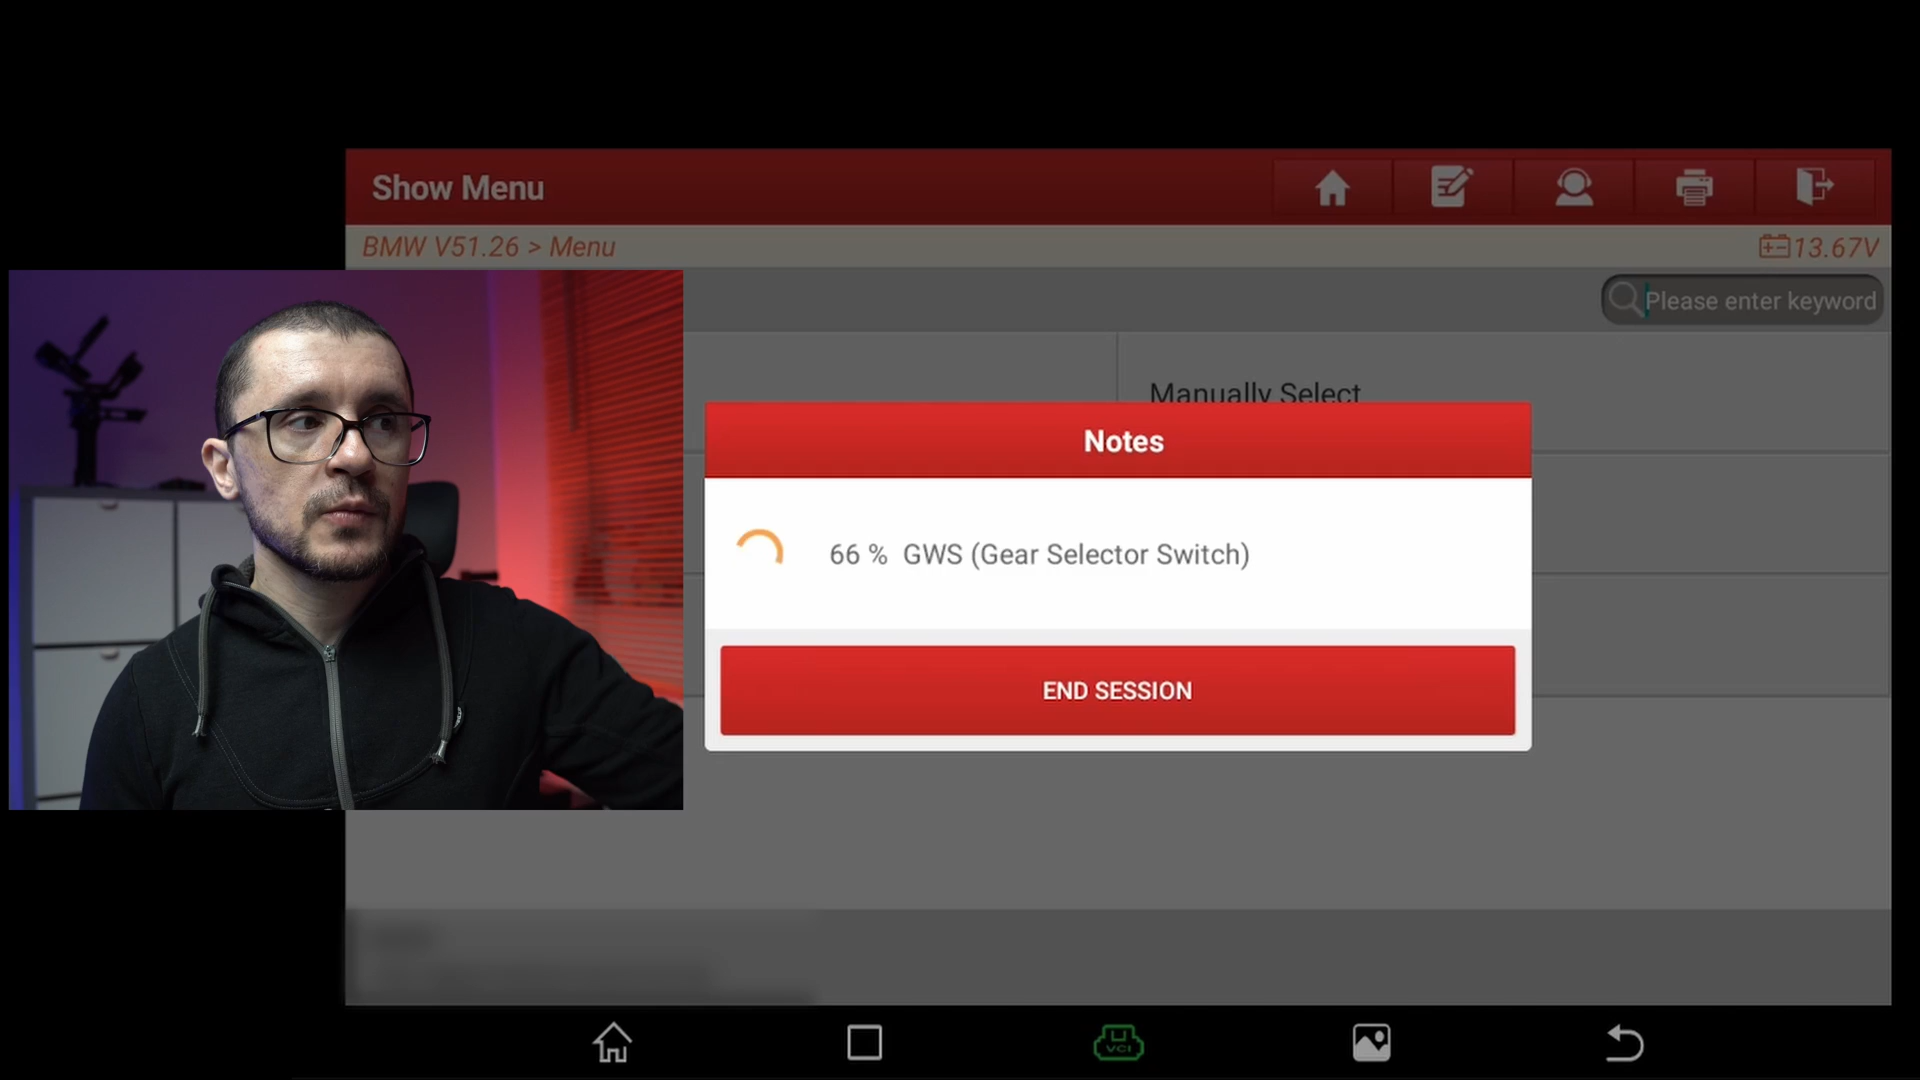 Show Menu
BMW V51.26 > Menu
13.67V
Please enter keyword
Manually Select
Notes
66 % GWS (Gear Selector Switch)
END SESSION
VCI